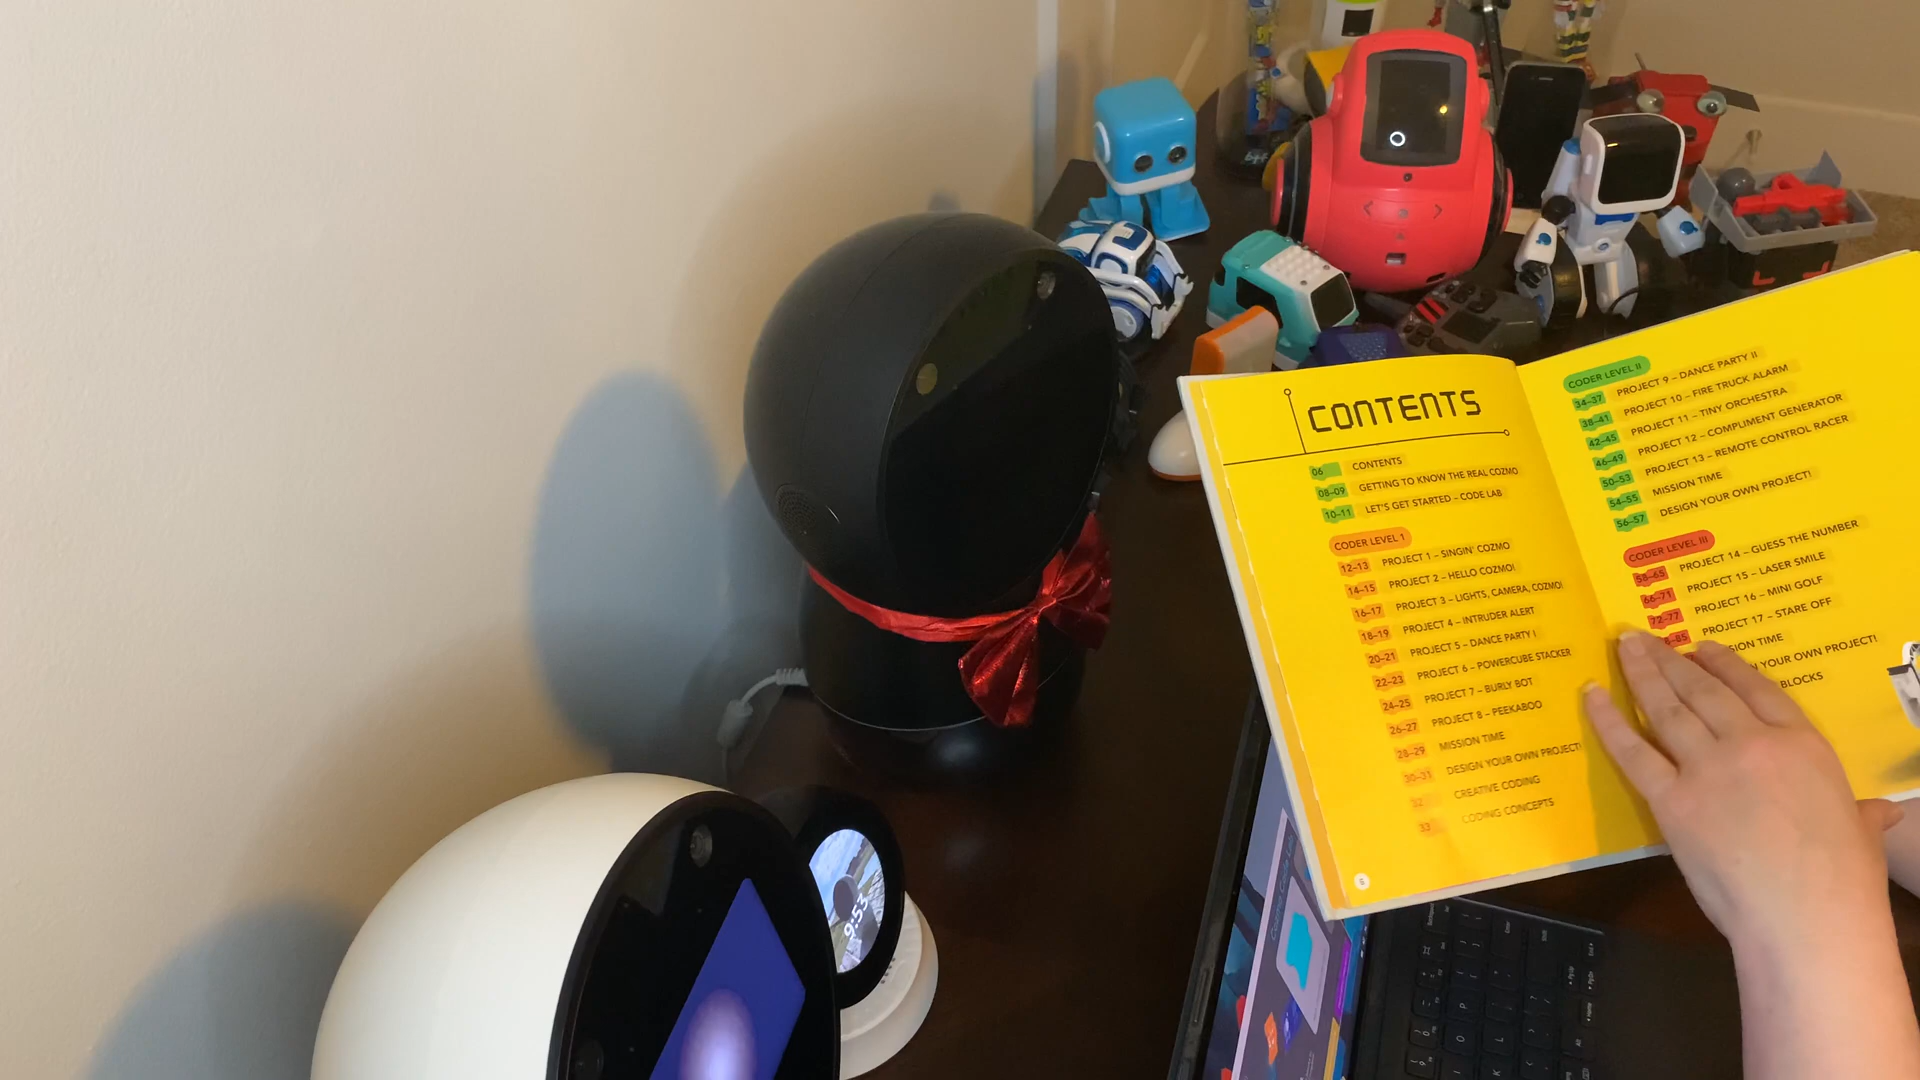 CONTENTS
06 CONTENTS
08–09 GETTING TO KNOW THE REAL COZMO
10–11 LET'S GET STARTED – CODE LAB
CODER LEVEL 1
12–13 PROJECT 1 – SINGIN' COZMO
14–15 PROJECT 2 – HELLO COZMO!
16–17 PROJECT 3 – LIGHTS, CAMERA, COZMO!
18–19 PROJECT 4 – INTRUDER ALERT
20–21 PROJECT 5 – DANCE PARTY I
22–23 PROJECT 6 – POWERCUBE STACKER
24–25 PROJECT 7 – BURLY BOT
26–27 PROJECT 8 – PEEKABOO
28–29 MISSION TIME
30–31 DESIGN YOUR OWN PROJECT!
32 CREATIVE CODING
33 CODING CONCEPTS
6
CODER LEVEL II
34–37 PROJECT 9 – DANCE PARTY II
38–41 PROJECT 10 – FIRE TRUCK ALARM
42–45 PROJECT 11 – TINY ORCHESTRA
46–49 PROJECT 12 – COMPLIMENT GENERATOR
50–53 PROJECT 13 – REMOTE CONTROL RACER
54–55 MISSION TIME
56–57 DESIGN YOUR OWN PROJECT!
CODER LEVEL III
58–65 PROJECT 14 – GUESS THE NUMBER
66–71 PROJECT 15 – LASER SMILE
72–77 PROJECT 16 – MINI GOLF
PROJECT 17 – STARE OFF
TIME
YOUR OWN PROJECT!
BLOCKS
9:53
Cozmo Code Lab